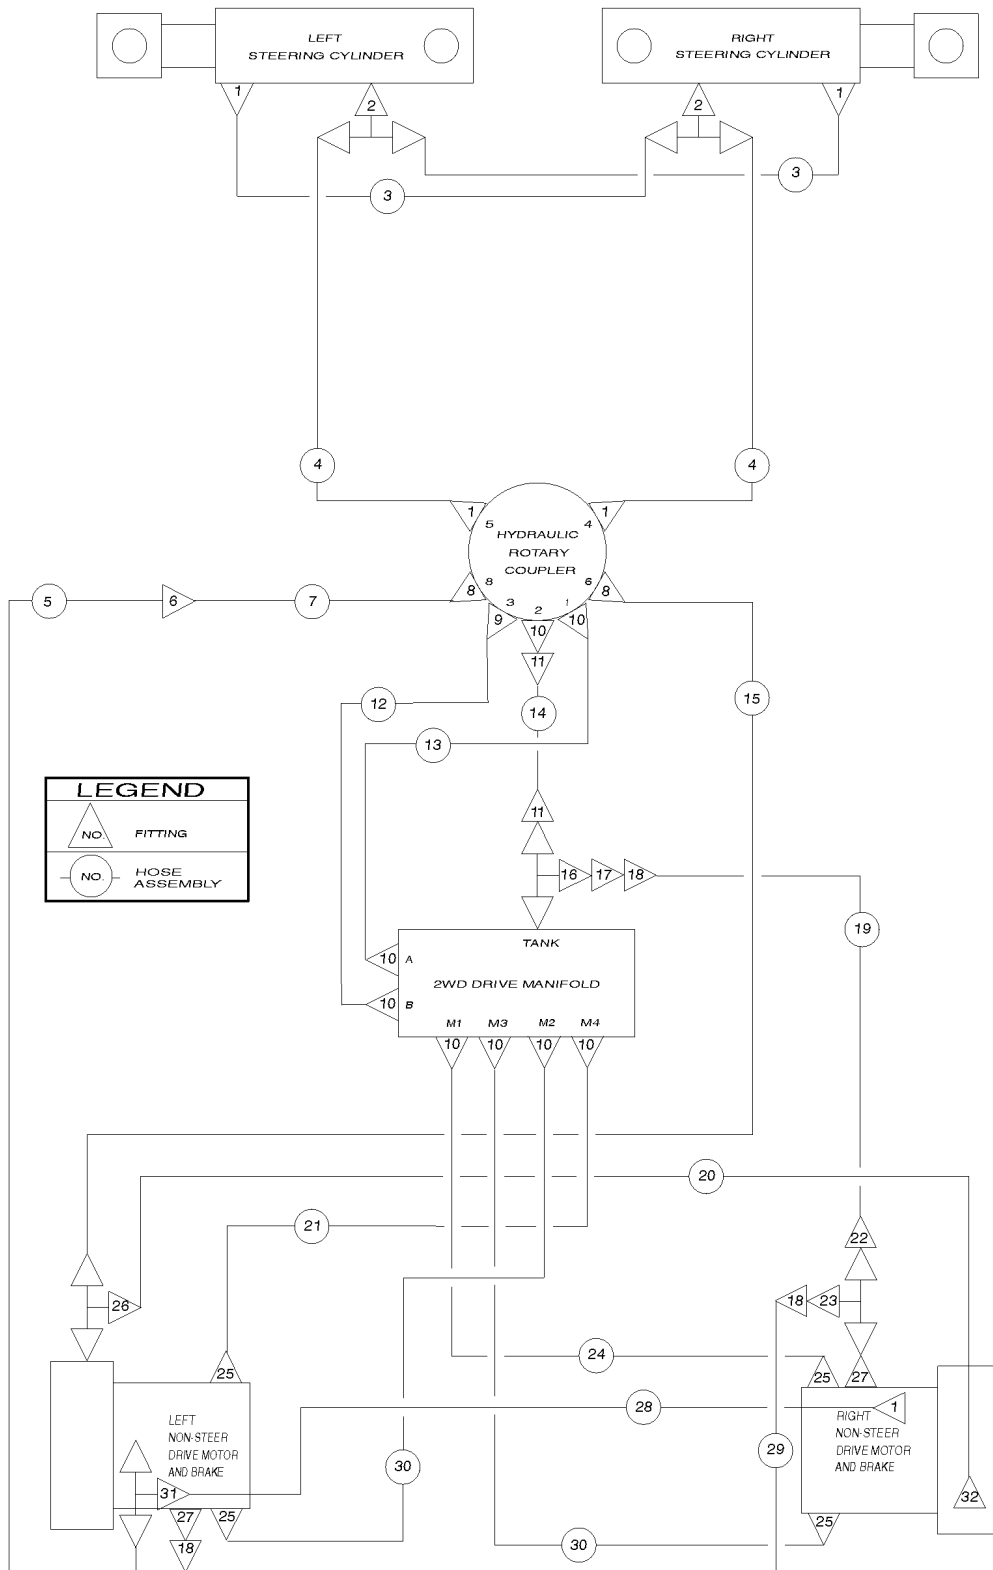 LEFT
STEERING CYLINDER
RIGHT
STEERING CYLINDER
1
2
2
1
3
3
4
4
1
1
5
4
HYDRAULIC
ROTARY
COUPLER
8
6
3
2
1
5
6
7
8
8
9
10
10
11
12
13
14
15
LEGEND
NO.
FITTING
NO.
HOSE
ASSEMBLY
11
16
17
18
19
TANK
10
A
2WD DRIVE MANIFOLD
10
B
M1
M3
M2
M4
10
10
10
10
20
21
22
26
18
23
24
25
25
27
28
1
LEFT
NON-STEER
DRIVE MOTOR
AND BRAKE
RIGHT
NON-STEER
DRIVE MOTOR
AND BRAKE
29
30
31
32
27
25
25
18
30